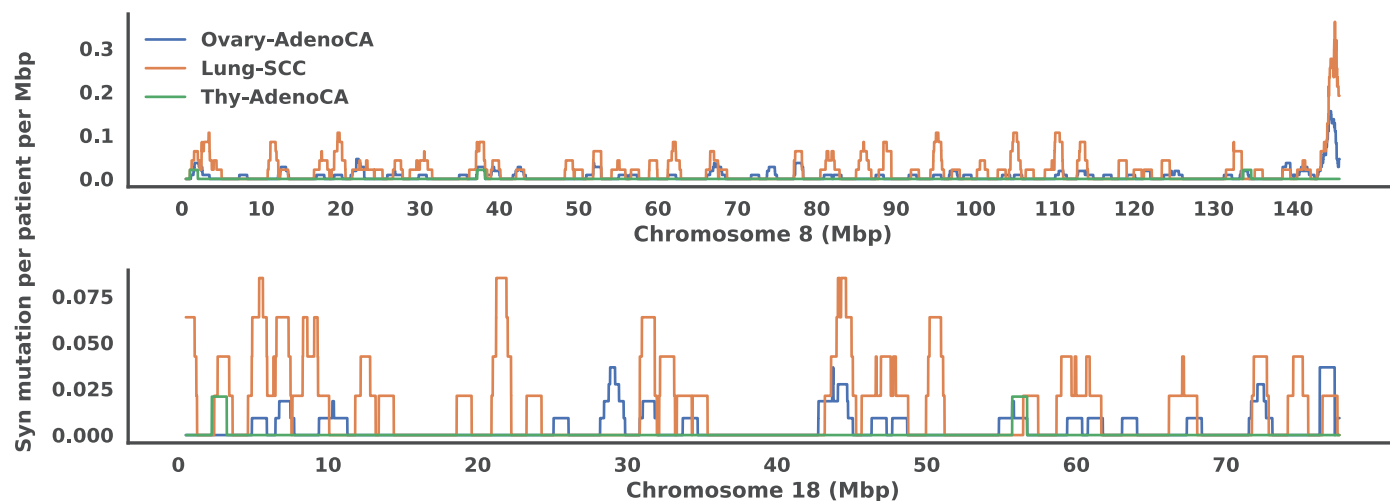 Syn mutation per patient per Mbp
Ovary-AdenoCA
Lung-SCC
Thy-AdenoCA
0.3
0.2
0.1
0.0
0 10 20 30 40 50 60 70 80 90 100 110 120 130 140
Chromosome 8 (Mbp)
0.075
0.050
0.025
0.000
0 10 20 30 40 50 60 70
Chromosome 18 (Mbp)